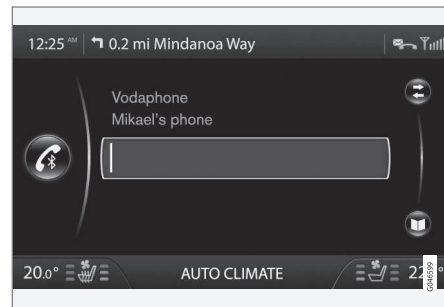 12:25 AM 0.2 mi Mindanoa Way
Vodaphone
Mikael's phone
20.0° AUTO CLIMATE
G046599